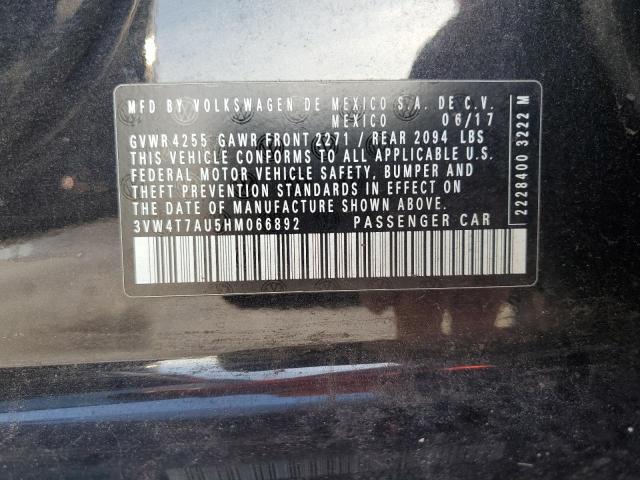 MFD BY VOLKSWAGEN DE MEXICO S.A. DE C.V.
MEXICO 06/17
GVWR 4255 GAWR FRONT 2271 / REAR 2094 LBS
THIS VEHICLE CONFORMS TO ALL APPLICABLE U.S.
FEDERAL MOTOR VEHICLE SAFETY, BUMPER AND
THEFT PREVENTION STANDARDS IN EFFECT ON
THE DATE OF MANUFACTURE SHOWN ABOVE
3VW4T7AU5HM066892 PASSENGER CAR
2228400 3222 M